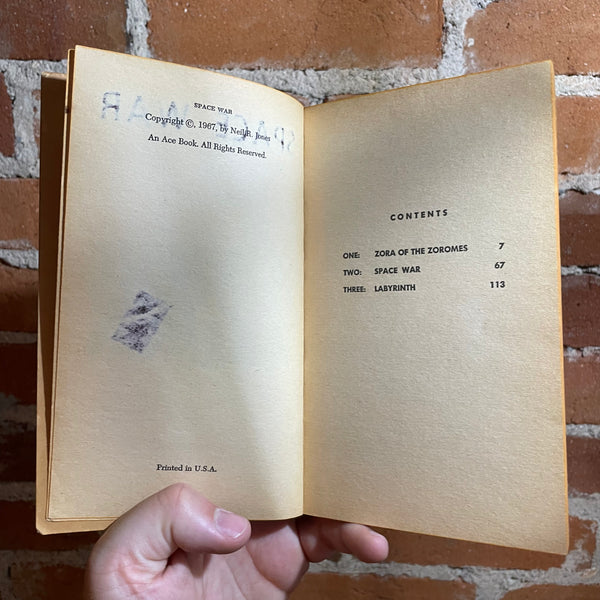 SPACE WAR
Copyright ©, 1967, by Neil R. Jones
An Ace Book. All Rights Reserved.
Printed in U.S.A.
CONTENTS
ONE: ZORA OF THE ZOROMES 7
TWO: SPACE WAR 67
THREE: LABYRINTH 113